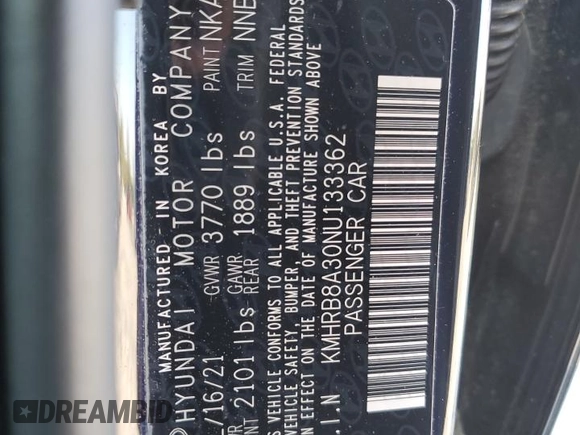 MANUFACTURED IN KOREA BY
HYUNDAI MOTOR COMPANY
/16/21 GVWR 3770 lbs PAINT NKA
2101 lbs GAWR REAR 1889 lbs TRIM NNB
VEHICLE CONFORMS TO ALL APPLICABLE U.S.A. FEDERAL
VEHICLE SAFETY, BUMPER, AND THEFT PREVENTION STANDARDS
IN EFFECT ON THE DATE OF MANUFACTURE SHOWN ABOVE
.I.N KMHRB8A30NU133362
PASSENGER CAR
DREAMBID